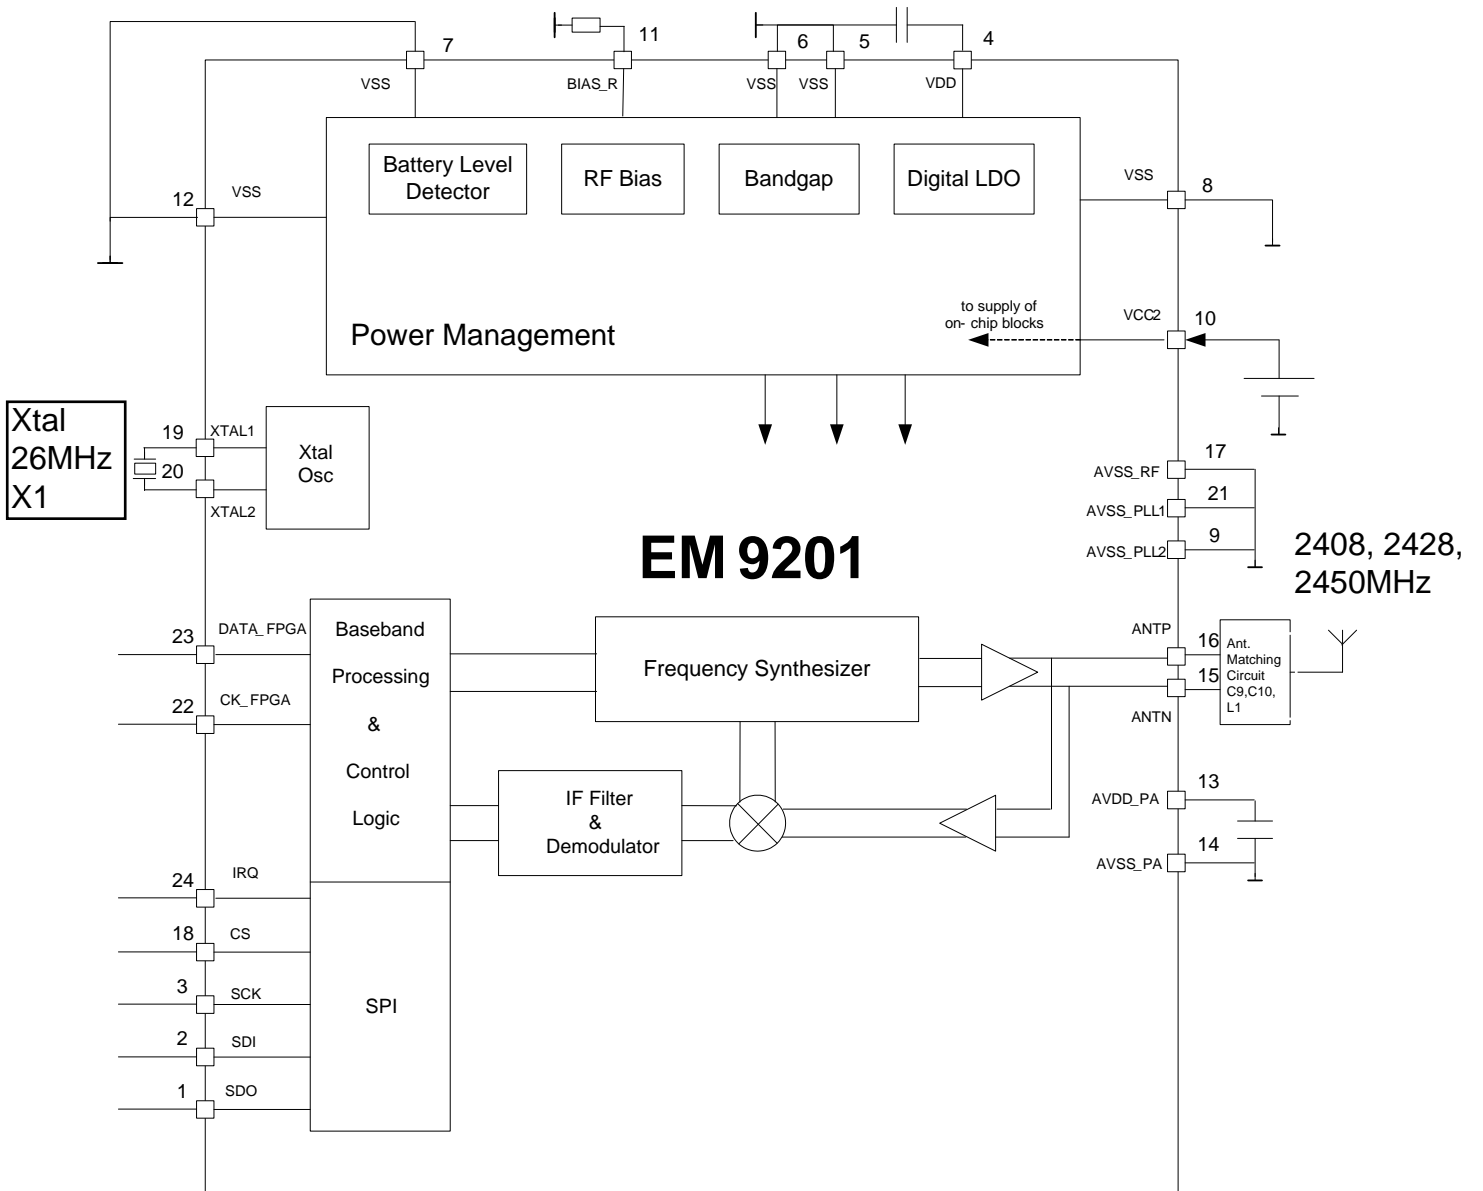 7
11
6
5
4
VSS
BIAS_R
VSS
VSS
VDD
Battery Level
Detector
RF Bias
Bandgap
Digital LDO
12
VSS
VSS
8
to supply of
on- chip blocks
VCC2
10
Power Management
Xtal
26MHz
X1
19
XTAL1
20
XTAL2
Xtal
Osc
17
AVSS_RF
21
AVSS_PLL1
9
AVSS_PLL2
EM 9201
2408, 2428,
2450MHz
23
DATA_FPGA
22
CK_FPGA
Baseband
Processing
&
Control
Logic
Frequency Synthesizer
ANTP
16
15
ANTN
Ant.
Matching
Circuit
C9,C10,
L1
IF Filter
&
Demodulator
13
AVDD_PA
14
AVSS_PA
24
IRQ
18
CS
3
SCK
2
SDI
1
SDO
SPI